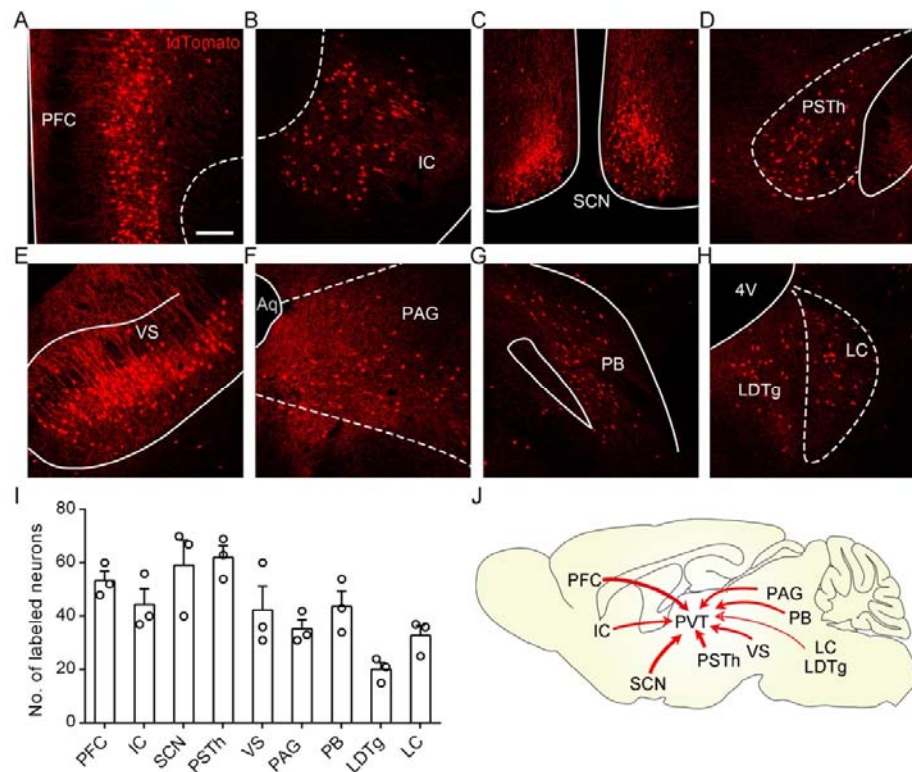 A
B
C
D
tdTomato
PFC
IC
SCN
PSTh
E
F
G
H
VS
Aq
PAG
PB
4V
LC
LDTg
I
J
No. of labeled neurons
80
60
40
20
0
PFC
IC
SCN
PSTh
VS
PAG
PB
LDTg
LC
PFC
PAG
IC
PVT
PB
PSTh
VS
LC
LDTg
SCN